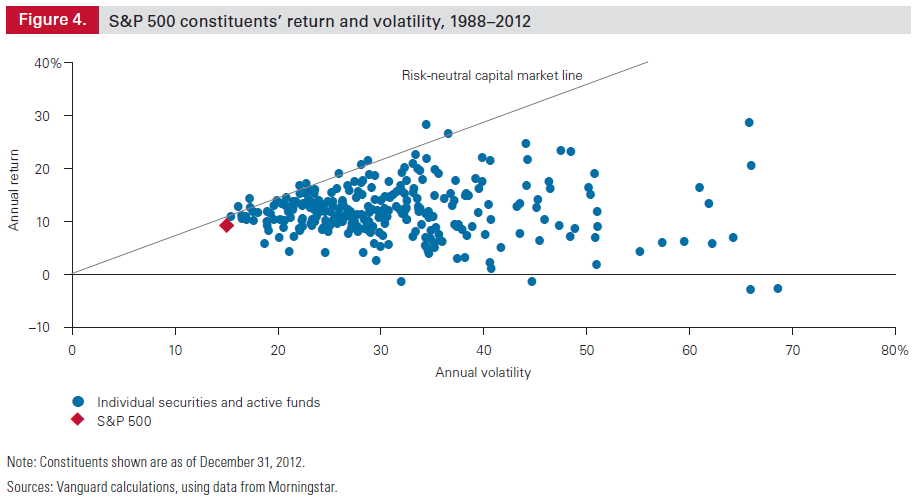 Figure 4. S&P 500 constituents’ return and volatility, 1988–2012
40%
Risk-neutral capital market line
30
20
10
0
–10
Annual return
0 10 20 30 40 50 60 70 80%
Annual volatility
Individual securities and active funds
S&P 500
Note: Constituents shown are as of December 31, 2012.
Sources: Vanguard calculations, using data from Morningstar.